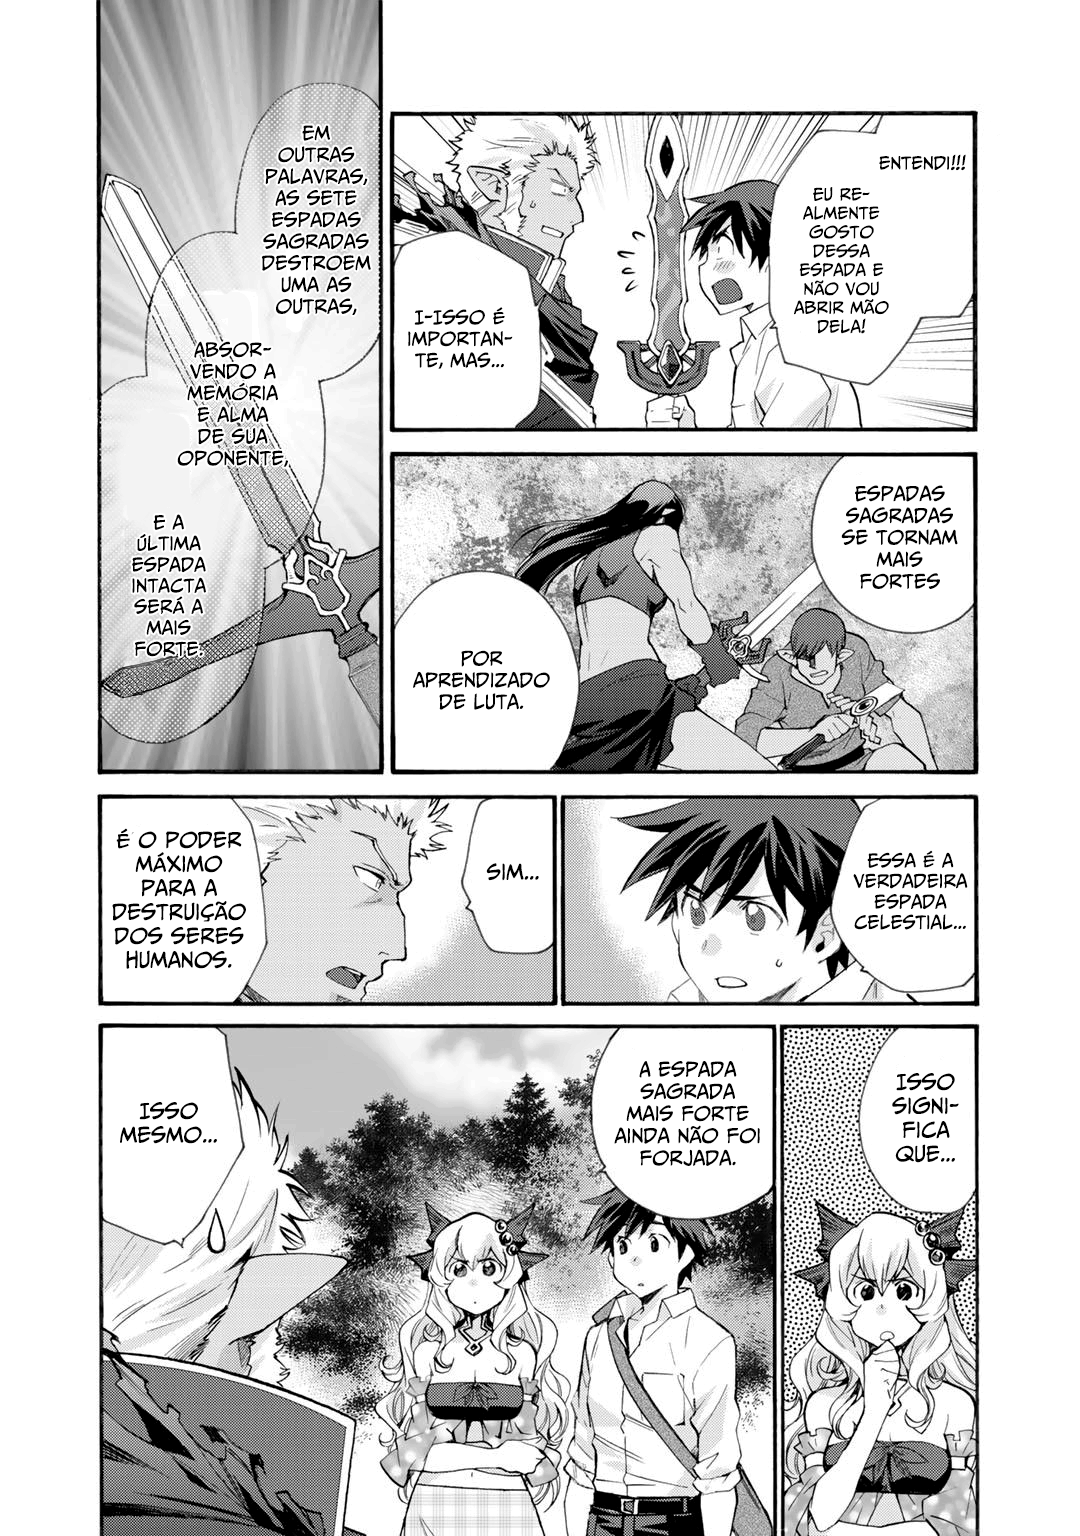 ENTENDI!!!
EU RE-
ALMENTE
GOSTO
DESSA
ESPADA E
NÃO VOU
ABRIR MÃO
DELA!
I-ISSO É
IMPORTAN-
TE, MAS...
ESPADAS
SAGRADAS
SE TORNAM
MAIS
FORTES
POR
APRENDIZADO
DE LUTA.
EM
OUTRAS
PALAVRAS,
AS SETE
ESPADAS
SAGRADAS
DESTROEM
UMA AS
OUTRAS,
ABSOR-
VENDO A
MEMÓRIA
E ALMA
DE SUA
OPONENTE,
E A
ÚLTIMA
ESPADA
INTACTA
SERÁ A
MAIS
FORTE.
ESSA É A
VERDADEIRA
ESPADA
CELESTIAL...
SIM...
É O PODER
MÁXIMO
PARA A
DESTRUIÇÃO
DOS SERES
HUMANOS.
ISSO
SIGNI-
FICA
QUE...
A ESPADA
SAGRADA
MAIS FORTE
AINDA NÃO FOI
FORJADA.
ISSO
MESMO...